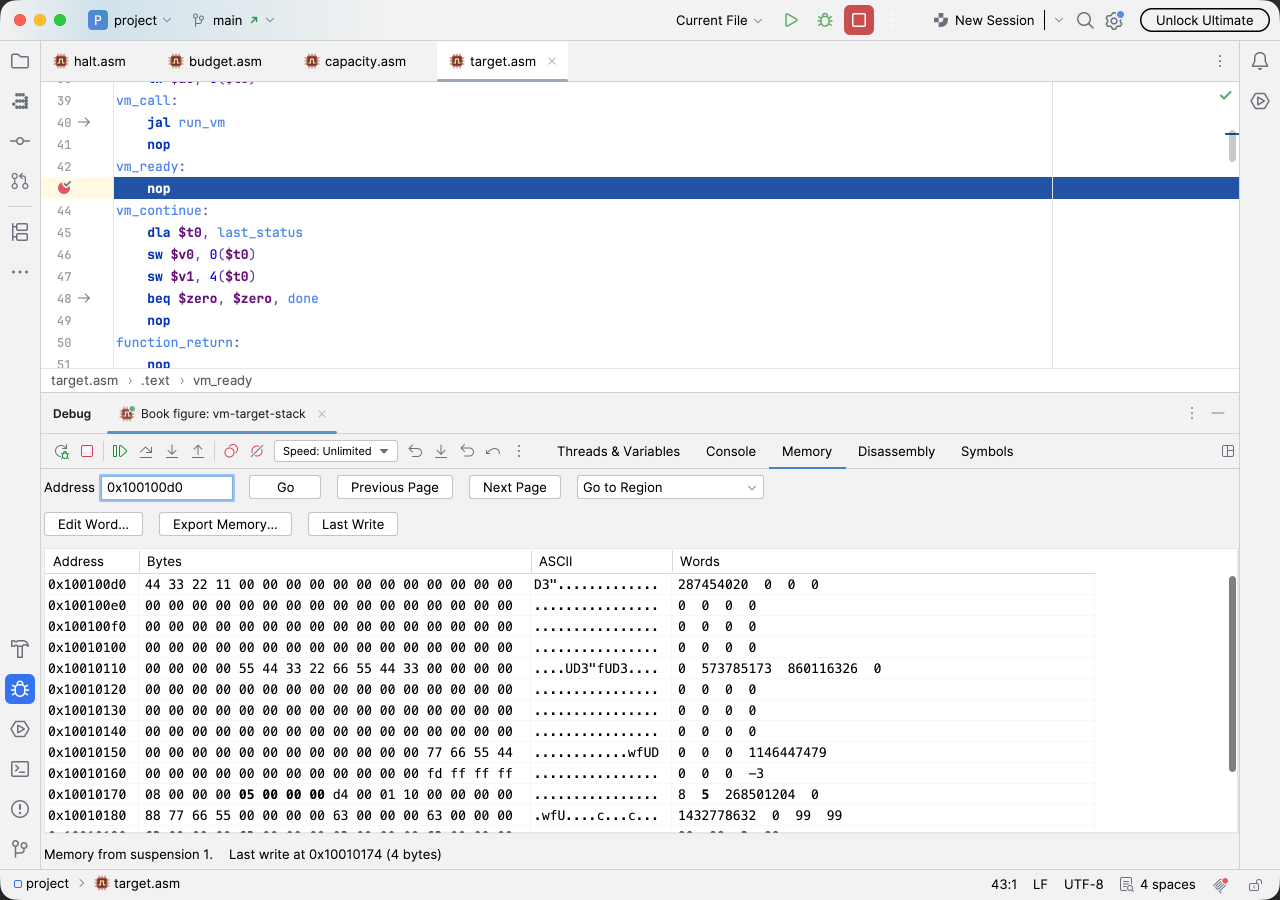 P project main Current File New Session Unlock Ultimate
halt.asm budget.asm capacity.asm target.asm
39 vm_call:
40 jal run_vm
41 nop
42 vm_ready:
nop
44 vm_continue:
45 dla $t0, last_status
46 sw $v0, 0($t0)
47 sw $v1, 4($t0)
48 beq $zero, $zero, done
49 nop
50 function_return:
51 nop
target.asm › .text › vm_ready
Debug Book figure: vm-target-stack
Speed: Unlimited Threads & Variables Console Memory Disassembly Symbols
Address 0x100100d0 Go Previous Page Next Page Go to Region
Edit Word... Export Memory... Last Write
Address Bytes ASCII Words
0x100100d0 44 33 22 11 00 00 00 00 00 00 00 00 00 00 00 00 D3"............. 287454020 0 0 0
0x100100e0 00 00 00 00 00 00 00 00 00 00 00 00 00 00 00 00 ................ 0 0 0 0
0x100100f0 00 00 00 00 00 00 00 00 00 00 00 00 00 00 00 00 ................ 0 0 0 0
0x10010100 00 00 00 00 00 00 00 00 00 00 00 00 00 00 00 00 ................ 0 0 0 0
0x10010110 00 00 00 00 55 44 33 22 66 55 44 33 00 00 00 00 ....UD3"fUD3.... 0 573785173 860116326 0
0x10010120 00 00 00 00 00 00 00 00 00 00 00 00 00 00 00 00 ................ 0 0 0 0
0x10010130 00 00 00 00 00 00 00 00 00 00 00 00 00 00 00 00 ................ 0 0 0 0
0x10010140 00 00 00 00 00 00 00 00 00 00 00 00 00 00 00 00 ................ 0 0 0 0
0x10010150 00 00 00 00 00 00 00 00 00 00 00 00 77 66 55 44 ............wfUD 0 0 0 1146447479
0x10010160 00 00 00 00 00 00 00 00 00 00 00 00 fd ff ff ff ................ 0 0 0 -3
0x10010170 08 00 00 00 05 00 00 00 d4 00 01 10 00 00 00 00 ................ 8 5 268501204 0
0x10010180 88 77 66 55 00 00 00 00 63 00 00 00 63 00 00 00 .wfU....c...c... 1432778632 0 99 99
Memory from suspension 1. Last write at 0x10010174 (4 bytes)
project › target.asm 43:1 LF UTF-8 4 spaces